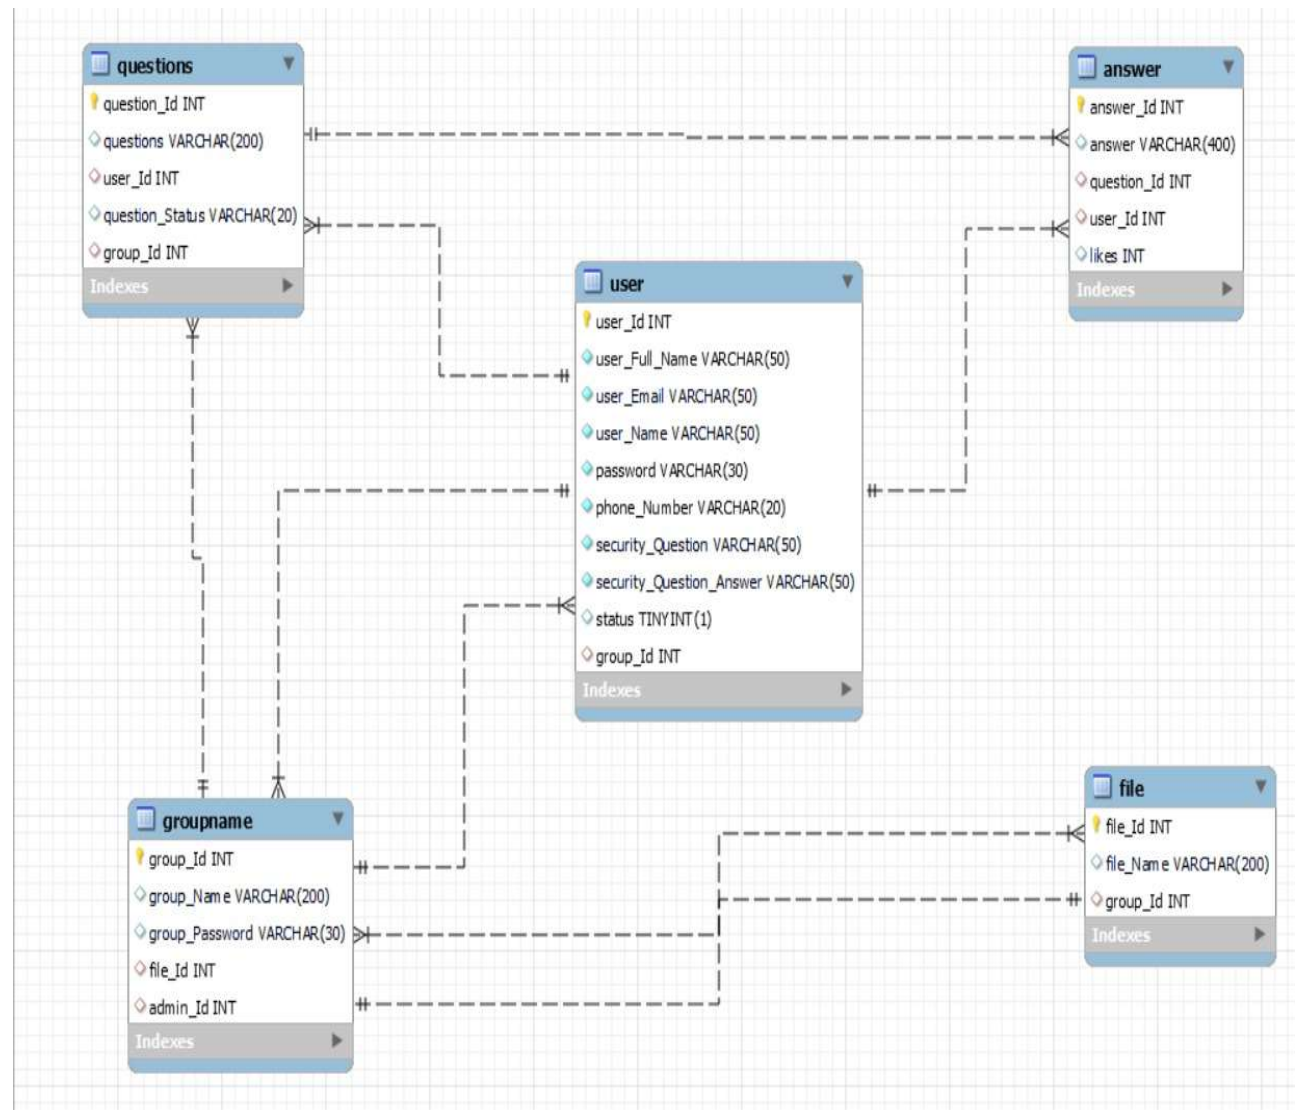 questions
question_Id INT
questions VARCHAR(200)
user_Id INT
question_Status VARCHAR(20)
group_Id INT
Indexes
answer
answer_Id INT
answer VARCHAR(400)
question_Id INT
user_Id INT
likes INT
Indexes
user
user_Id INT
user_Full_Name VARCHAR(50)
user_Email VARCHAR(50)
user_Name VARCHAR(50)
password VARCHAR(30)
phone_Number VARCHAR(20)
security_Question VARCHAR(50)
security_Question_Answer VARCHAR(50)
status TINYINT(1)
group_Id INT
Indexes
groupname
group_Id INT
group_Name VARCHAR(200)
group_Password VARCHAR(30)
file_Id INT
admin_Id INT
Indexes
file
file_Id INT
file_Name VARCHAR(200)
group_Id INT
Indexes